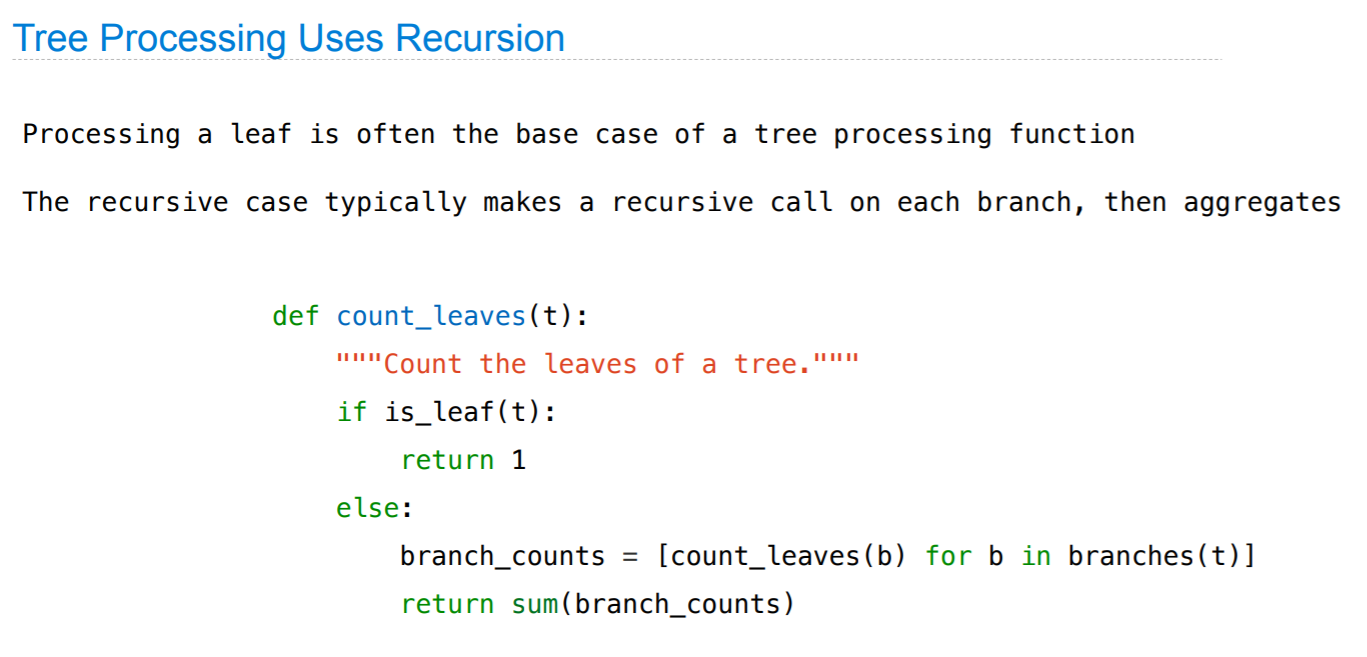 Tree Processing Uses Recursion
Processing a leaf is often the base case of a tree processing function
The recursive case typically makes a recursive call on each branch, then aggregates
def count_leaves(t):
    """Count the leaves of a tree."""
    if is_leaf(t):
        return 1
    else:
        branch_counts = [count_leaves(b) for b in branches(t)]
        return sum(branch_counts)